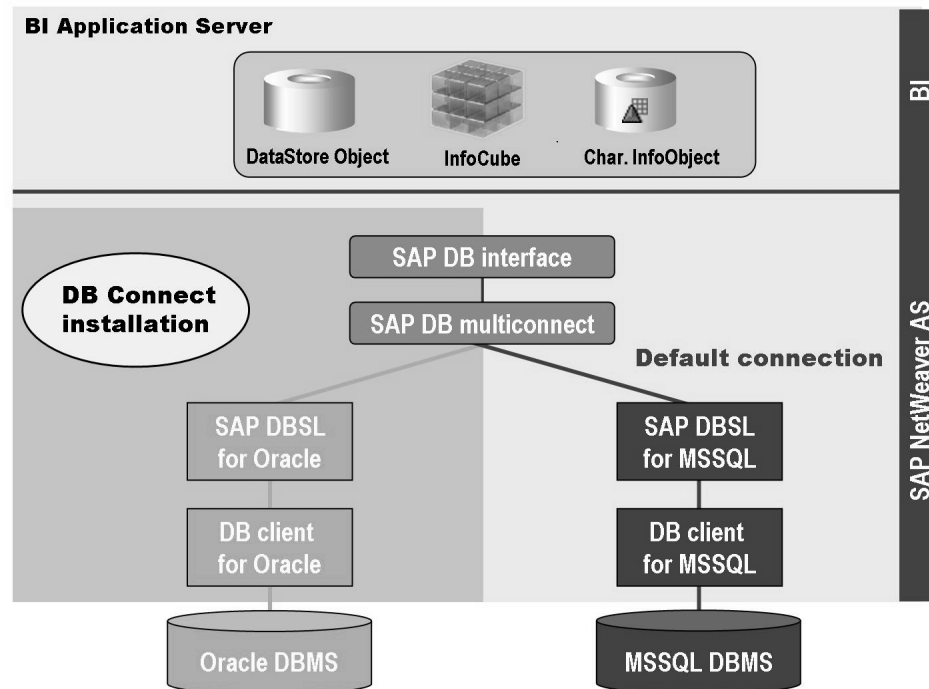 BI Application Server
DataStore Object
InfoCube
Char. InfoObject
BI
SAP DB interface
DB Connect
installation
SAP DB multiconnect
Default connection
SAP NetWeaver AS
SAP DBSL
for Oracle
SAP DBSL
for MSSQL
DB client
for Oracle
DB client
for MSSQL
Oracle DBMS
MSSQL DBMS